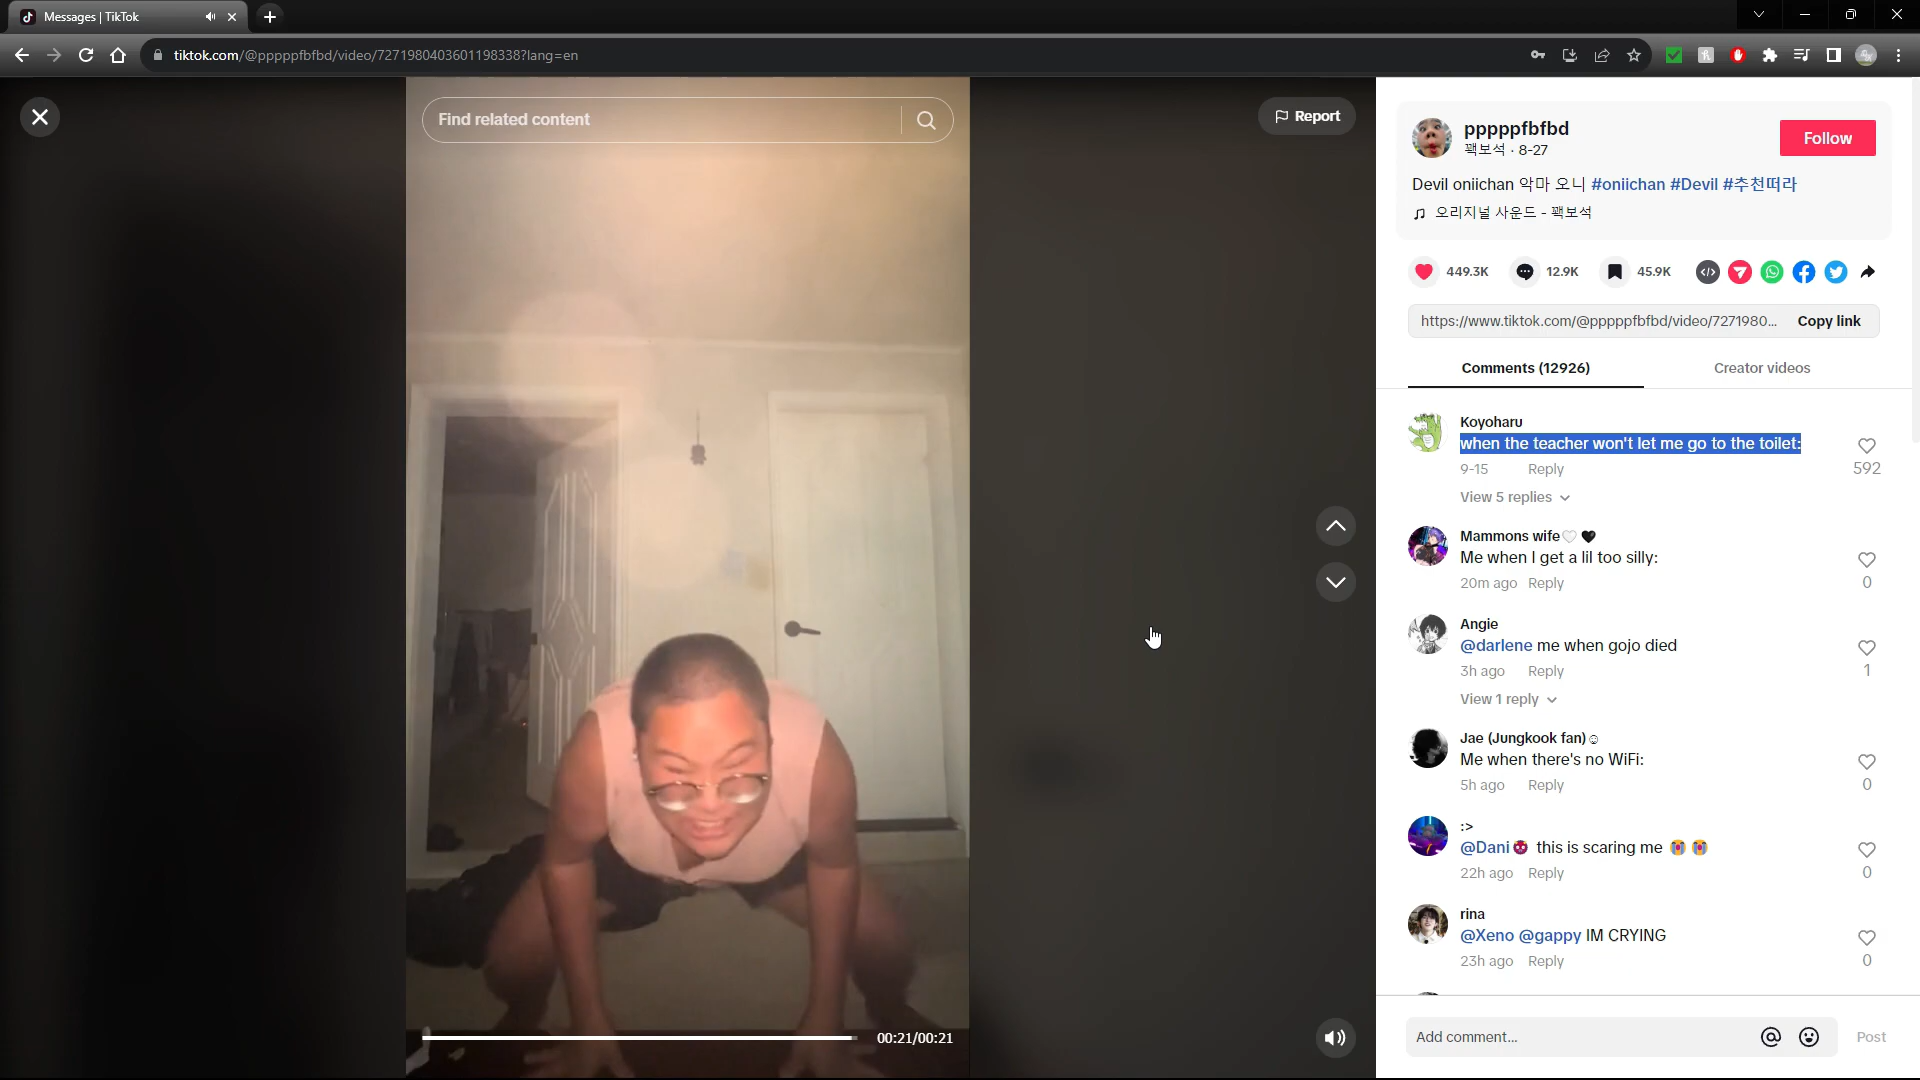 Messages | TikTok
tiktok.com/@pppppfbfbd/video/7271980403601198338?lang=en
Find related content
Report
pppppfbfbd
꽥보석 · 8-27
Follow
Devil oniichan 악마 오니 #oniichan #Devil #추천떠라
오리지널 사운드 - 꽥보석
449.3K
12.9K
45.9K
https://www.tiktok.com/@pppppfbfbd/video/7271980...
Copy link
Comments (12926)
Creator videos
Koyoharu
when the teacher won't let me go to the toilet:
592
9-15 Reply
View 5 replies
Mammons wife🤍🖤
Me when I get a lil too silly:
20m ago Reply
0
Angie
@darlene me when gojo died
3h ago Reply
1
View 1 reply
Jae (Jungkook fan)☺
Me when there's no WiFi:
5h ago Reply
0
:>
@Dani this is scaring me 😭 😭
22h ago Reply
0
rina
@Xeno @gappy IM CRYING
23h ago Reply
0
00:21/00:21
Add comment...
Post